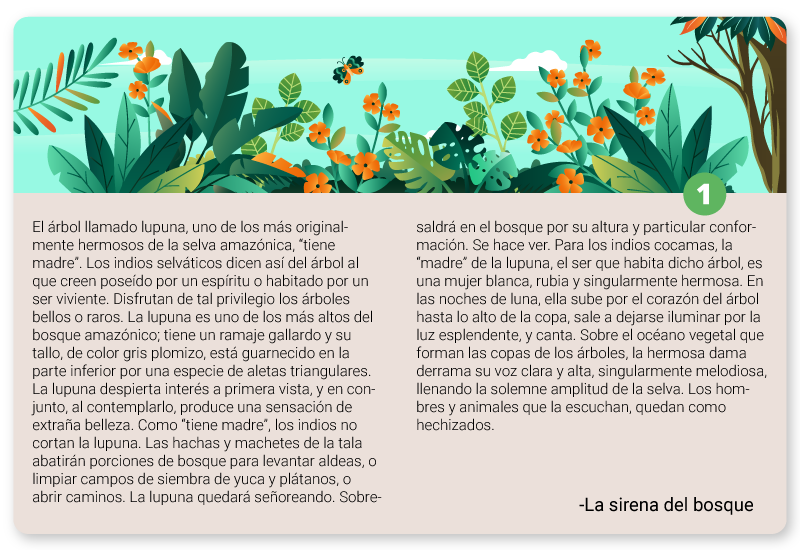 1
El árbol llamado lupuna, uno de los más original-
mente hermosos de la selva amazónica, “tiene
madre”. Los indios selváticos dicen así del árbol al
que creen poseído por un espíritu o habitado por un
ser viviente. Disfrutan de tal privilegio los árboles
bellos o raros. La lupuna es uno de los más altos del
bosque amazónico; tiene un ramaje gallardo y su
tallo, de color gris plomizo, está guarnecido en la
parte inferior por una especie de aletas triangulares.
La lupuna despierta interés a primera vista, y en con-
junto, al contemplarlo, produce una sensación de
extraña belleza. Como “tiene madre”, los indios no
cortan la lupuna. Las hachas y machetes de la tala
abatirán porciones de bosque para levantar aldeas, o
limpiar campos de siembra de yuca y plátanos, o
abrir caminos. La lupuna quedará señoreando. Sobre-
saldrá en el bosque por su altura y particular confor-
mación. Se hace ver. Para los indios cocamas, la
“madre” de la lupuna, el ser que habita dicho árbol, es
una mujer blanca, rubia y singularmente hermosa. En
las noches de luna, ella sube por el corazón del árbol
hasta lo alto de la copa, sale a dejarse iluminar por la
luz esplendente, y canta. Sobre el océano vegetal que
forman las copas de los árboles, la hermosa dama
derrama su voz clara y alta, singularmente melodiosa,
llenando la solemne amplitud de la selva. Los hom-
bres y animales que la escuchan, quedan como
hechizados.
-La sirena del bosque